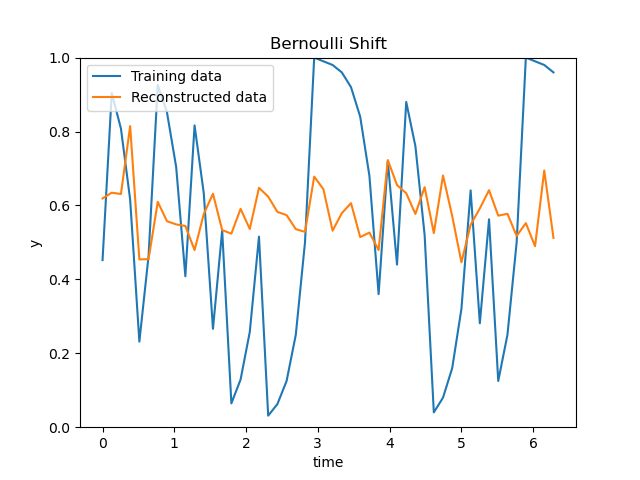 Bernoulli Shift
Training data
Reconstructed data
1.0
0.8
0.6
0.4
0.2
0.0
y
0 1 2 3 4 5 6
time